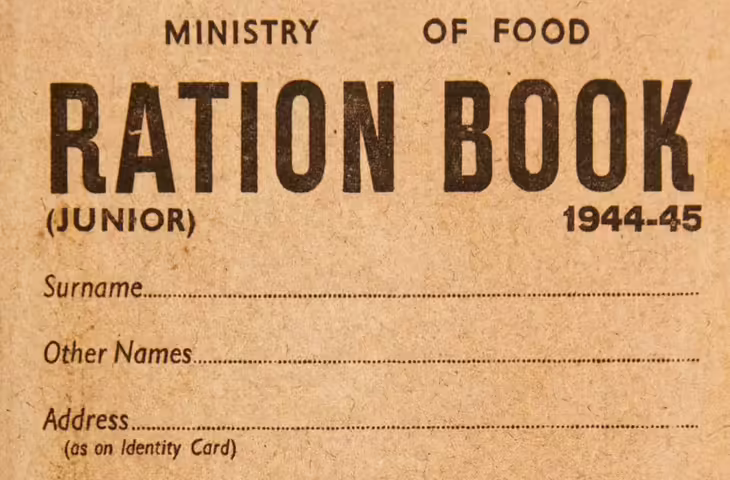 MINISTRY OF FOOD
RATION BOOK
(JUNIOR) 1944-45
Surname
Other Names
Address
(as on Identity Card)